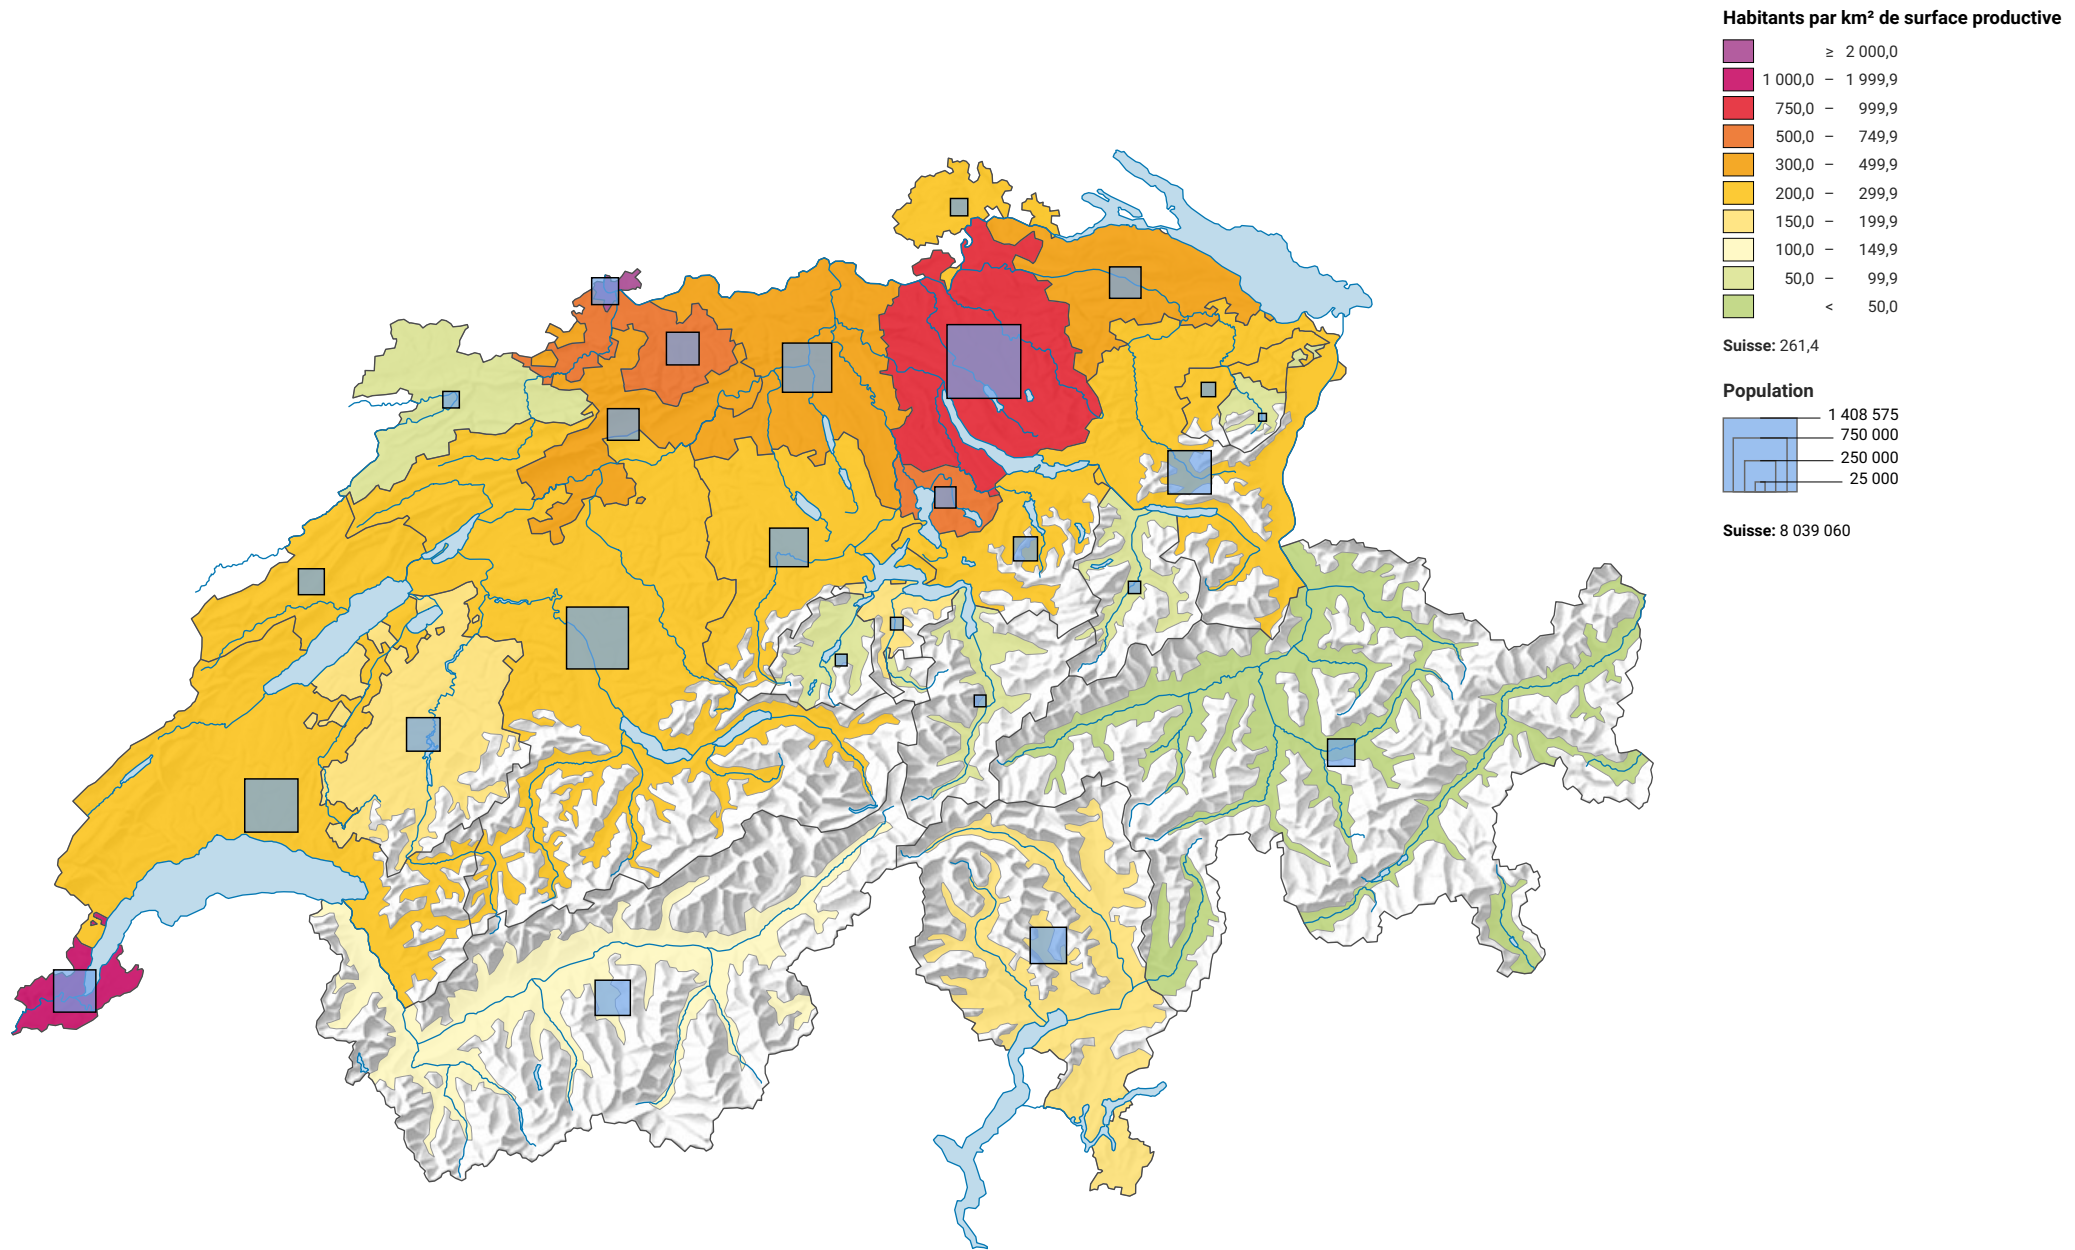 Habitants par km² de surface productive
≥ 2 000,0
1 000,0 – 1 999,9
750,0 – 999,9
500,0 – 749,9
300,0 – 499,9
200,0 – 299,9
150,0 – 199,9
100,0 – 149,9
50,0 – 99,9
< 50,0
Suisse: 261,4
Population
1 408 575
750 000
250 000
25 000
Suisse: 8 039 060